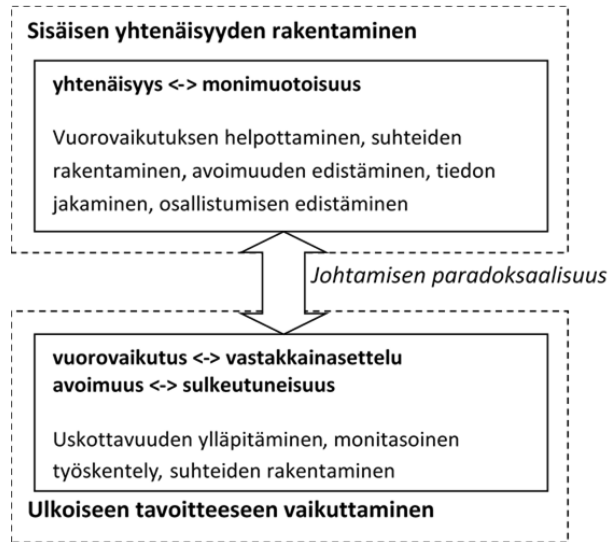 Sisäisen yhtenäisyyden rakentaminen
yhtenäisyys <-> monimuotoisuus
Vuorovaikutuksen helpottaminen, suhteiden
rakentaminen, avoimuuden edistäminen, tiedon
jakaminen, osallistumisen edistäminen
Johtamisen paradoksaalisuus
vuorovaikutus <-> vastakkainasettelu
avoimuus <-> sulkeutuneisuus
Uskottavuuden ylläpitäminen, monitasoinen
työskentely, suhteiden rakentaminen
Ulkoiseen tavoitteeseen vaikuttaminen